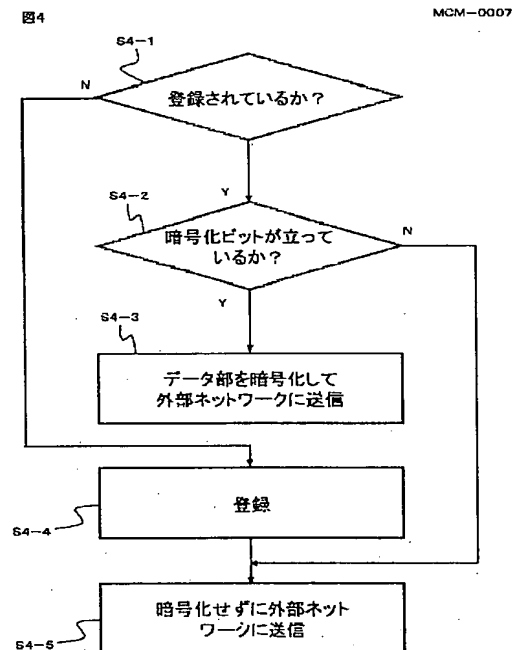 図4
MCM-0007
S4-1
N
登録されているか？
Y
S4-2
暗号化ビットが立って
いるか？
N
Y
S4-3
データ部を暗号化して
外部ネットワークに送信
登録
S4-4
暗号化せずに外部ネット
ワークに送信
S4-5